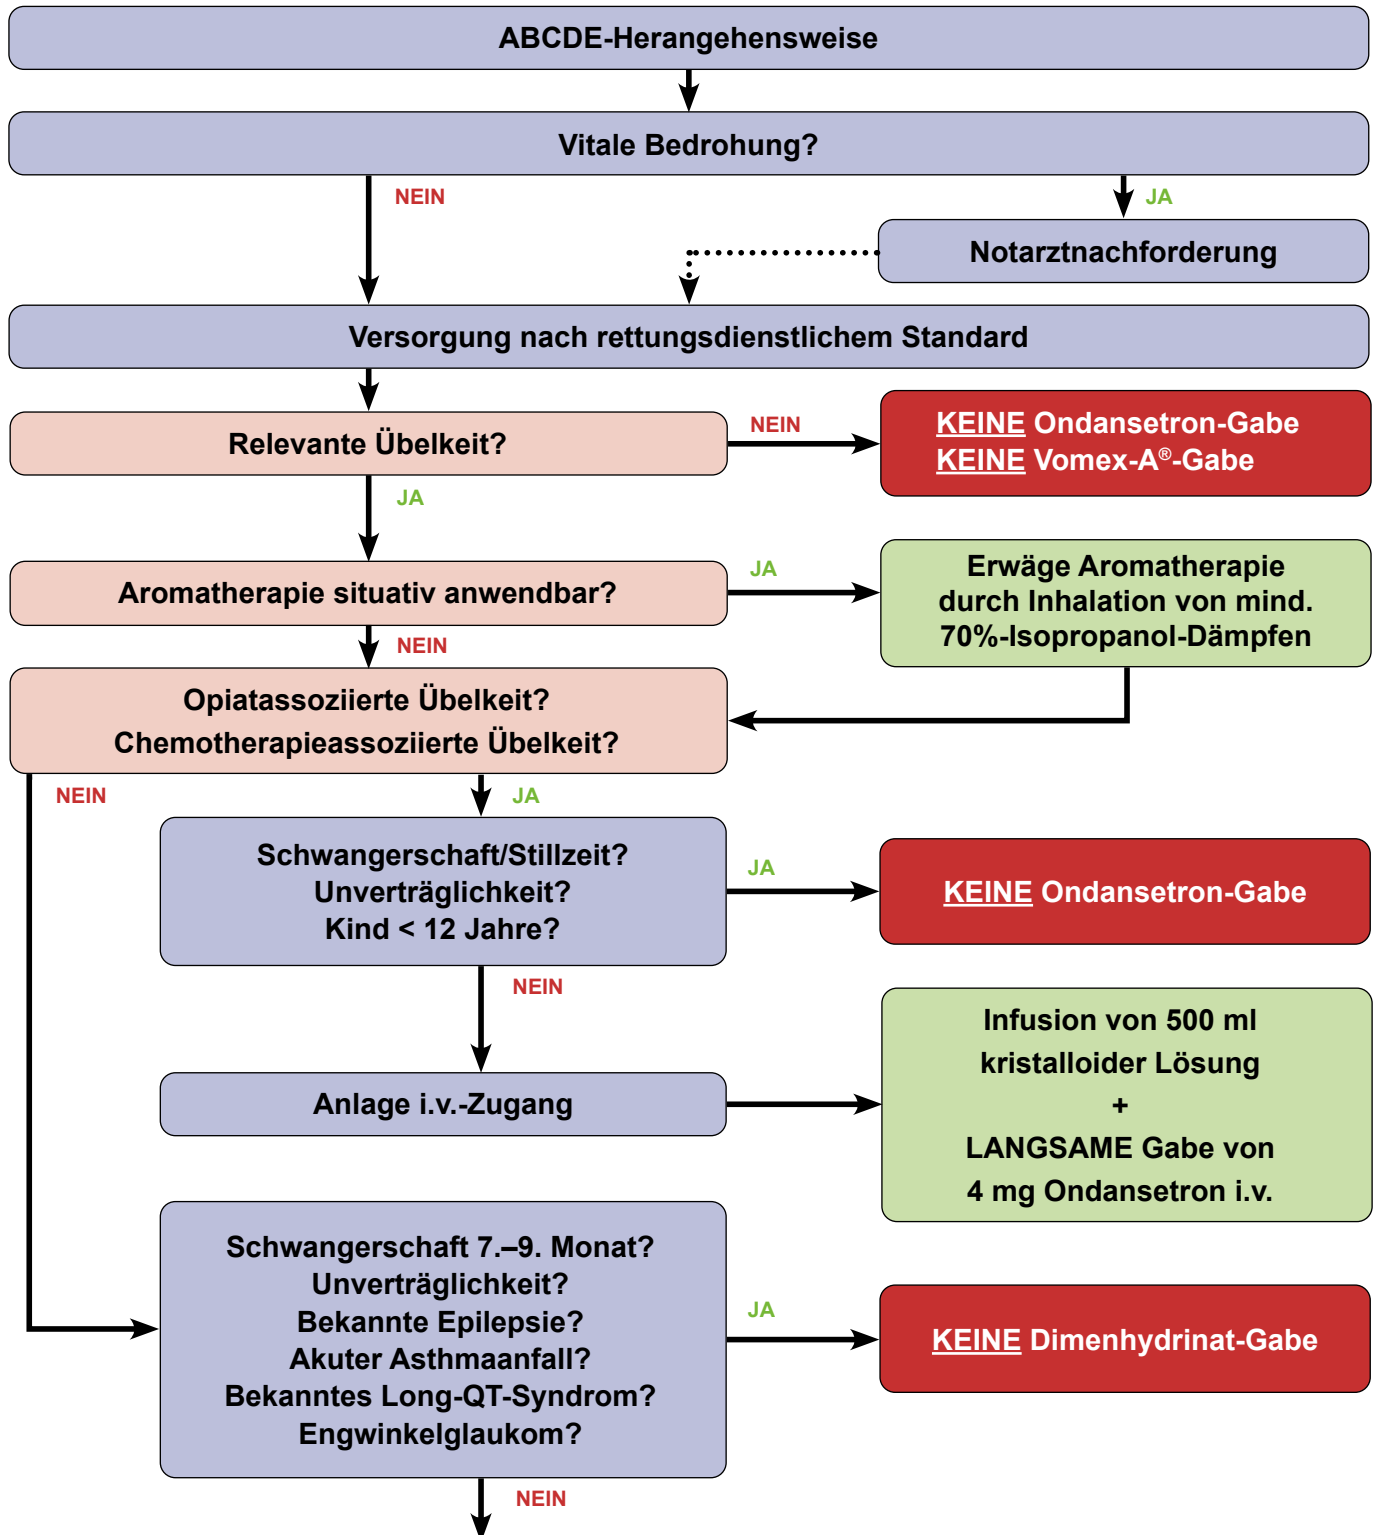 ABCDE-Herangehensweise
Vitale Bedrohung?
NEIN
JA
Notarztnachforderung
Versorgung nach rettungsdienstlichem Standard
Relevante Übelkeit?
NEIN
KEINE Ondansetron-Gabe
KEINE Vomex-A®-Gabe
JA
Aromatherapie situativ anwendbar?
JA
Erwäge Aromatherapie
durch Inhalation von mind.
70%-Isopropanol-Dämpfen
NEIN
Opiatassoziierte Übelkeit?
Chemotherapieassoziierte Übelkeit?
NEIN
JA
Schwangerschaft/Stillzeit?
Unverträglichkeit?
Kind < 12 Jahre?
JA
KEINE Ondansetron-Gabe
NEIN
Anlage i.v.-Zugang
Infusion von 500 ml
kristalloider Lösung
+
LANGSAME Gabe von
4 mg Ondansetron i.v.
Schwangerschaft 7.–9. Monat?
Unverträglichkeit?
Bekannte Epilepsie?
Akuter Asthmaanfall?
Bekanntes Long-QT-Syndrom?
Engwinkelglaukom?
JA
KEINE Dimenhydrinat-Gabe
NEIN